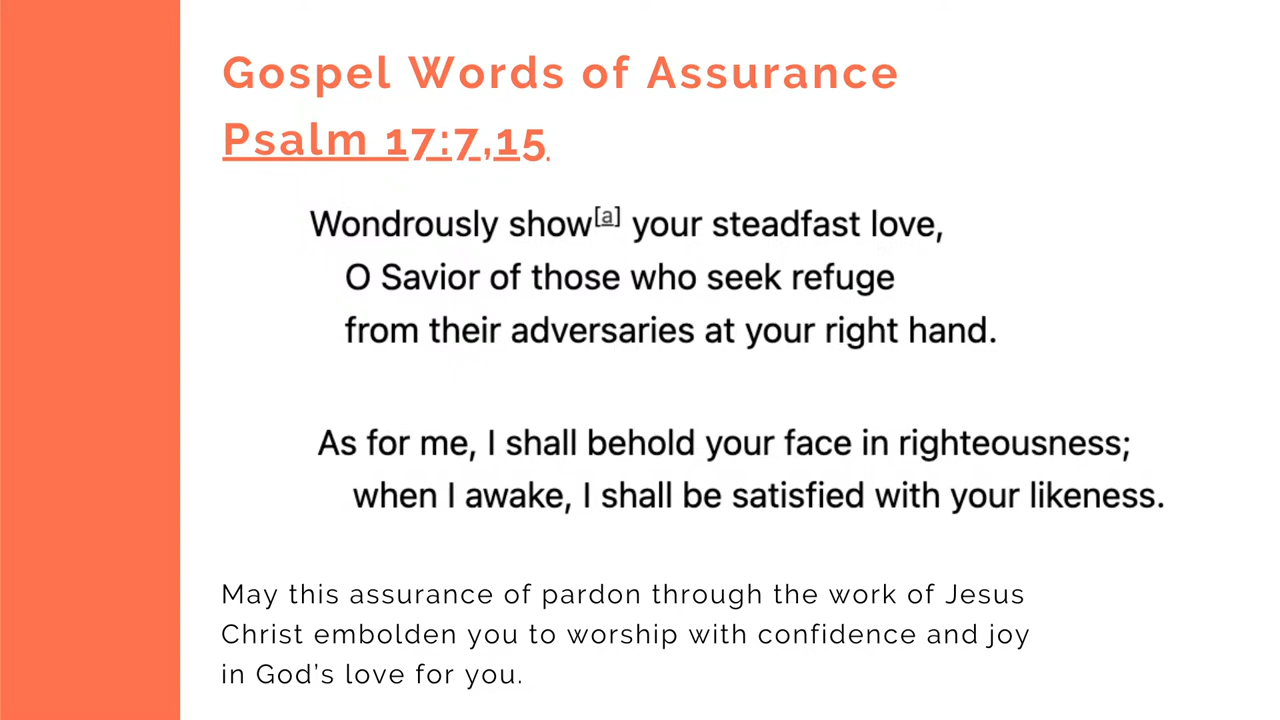 Gospel Words of Assurance
Psalm 17:7,15
Wondrously show[a] your steadfast love,
O Savior of those who seek refuge
from their adversaries at your right hand.
As for me, I shall behold your face in righteousness;
when I awake, I shall be satisfied with your likeness.
May this assurance of pardon through the work of Jesus
Christ embolden you to worship with confidence and joy
in God’s love for you.